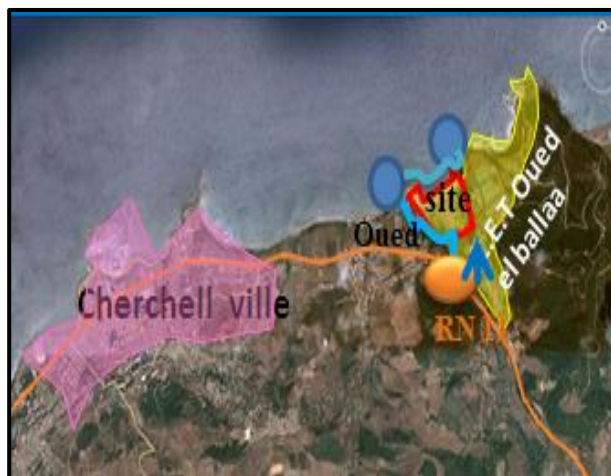 site
Oued
.E.T Oued
el ballaa
Cherchell ville
RN 11